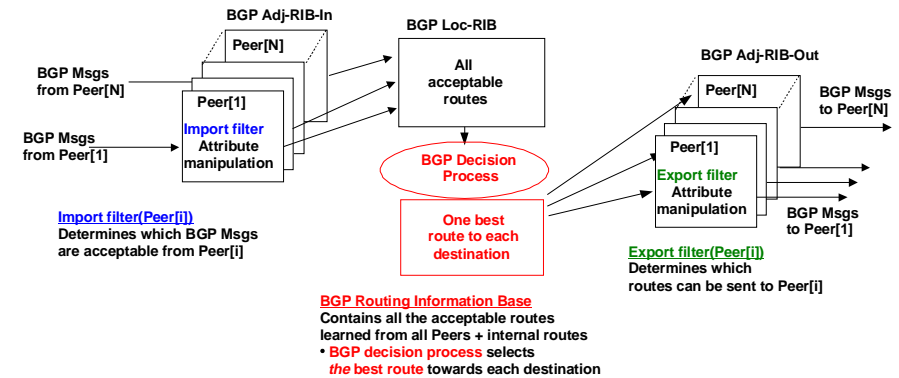 BGP Adj-RIB-In
BGP Loc-RIB
Peer[N]
BGP Msgs
from Peer[N]
Peer[1]
Import filter
Attribute
manipulation
BGP Msgs
from Peer[1]
All
acceptable
routes
BGP Decision
Process
One best
route to each
destination
BGP Adj-RIB-Out
Peer[N]
BGP Msgs
to Peer[N]
Peer[1]
Export filter
Attribute
manipulation
BGP Msgs
to Peer[1]
Import filter(Peer[i])
Determines which BGP Msgs
are acceptable from Peer[i]
Export filter(Peer[i])
Determines which
routes can be sent to Peer[i]
BGP Routing Information Base
Contains all the acceptable routes
learned from all Peers + internal routes
• BGP decision process selects
the best route towards each destination